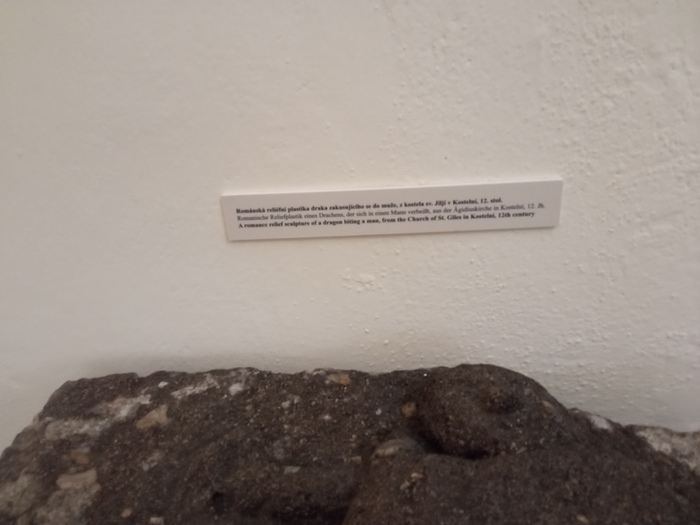 Románská reliéfní plastika draka zakusujícího se do muže, z kostela sv. Jiljí v Kostelní, 12. stol.
Romanische Reliefplastik eines Drachens, der sich in einen Mann verbeißt, aus der Ägidiuskirche in Kostelní, 12. Jh.
A romance relief sculpture of a dragon biting a man, from the Church of St. Giles in Kostelní, 12th century